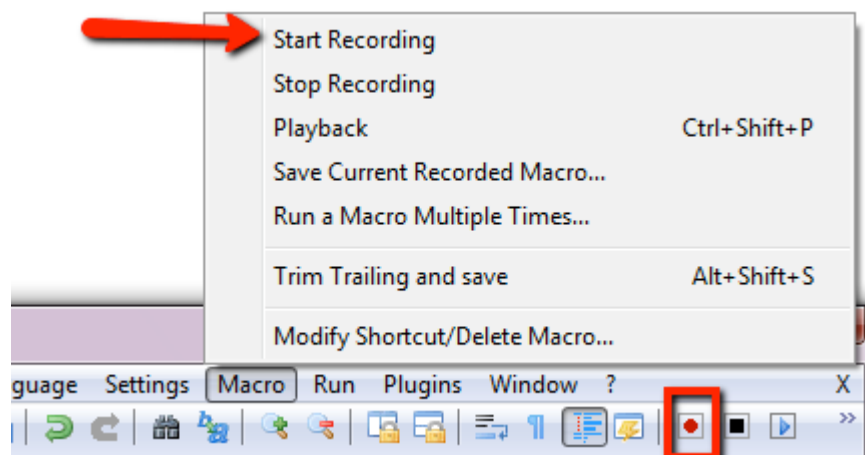 Start Recording
Stop Recording
Playback Ctrl+Shift+P
Save Current Recorded Macro...
Run a Macro Multiple Times...
Trim Trailing and save Alt+Shift+S
Modify Shortcut/Delete Macro...
guage Settings Macro Run Plugins Window ? X